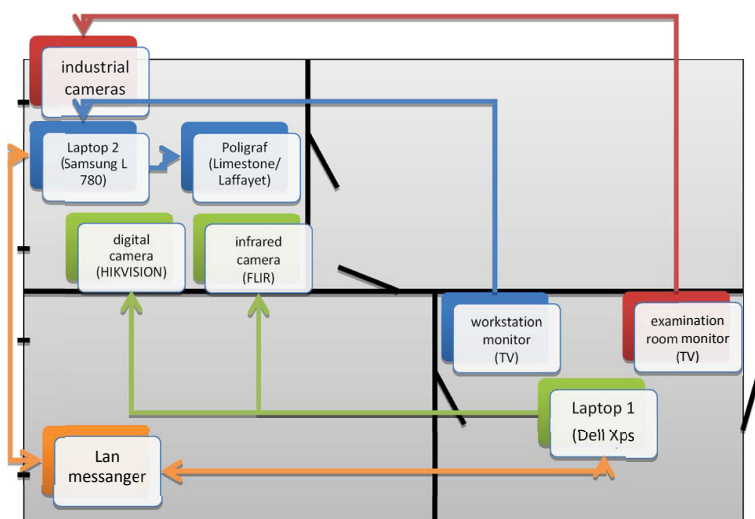 industrial
cameras
Laptop 2
(Samsung L
780)
Poligraf
(Limestone/
Laffayet)
digital
camera
(HIKVISION)
infrared
camera
(FLIR)
workstation
monitor
(TV)
examination
room monitor
(TV)
Laptop 1
(Dell Xps
Lan
messanger